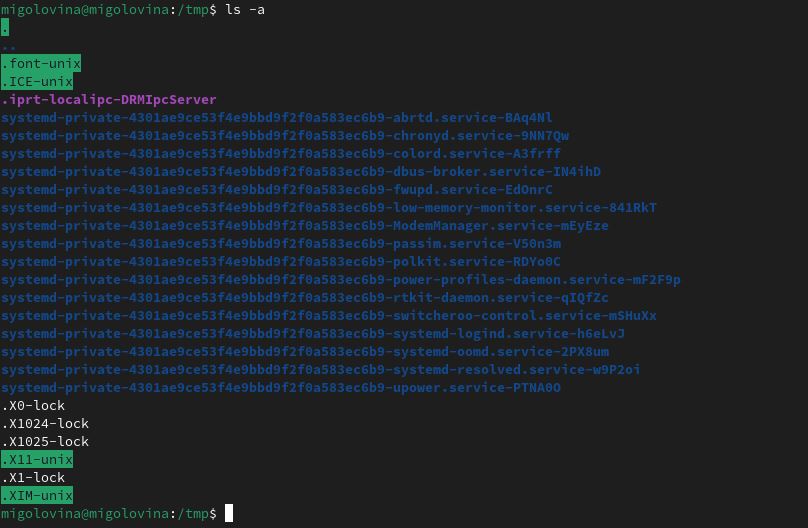 migolovina@migolovina:/tmp$ ls -a
.
..
.font-unix
.ICE-unix
.iprt-localipc-DRMIpcServer
systemd-private-4301ae9ce53f4e9bbd9f2f0a583ec6b9-abrtd.service-BAq4Nl
systemd-private-4301ae9ce53f4e9bbd9f2f0a583ec6b9-chronyd.service-9NN7Qw
systemd-private-4301ae9ce53f4e9bbd9f2f0a583ec6b9-colord.service-A3frff
systemd-private-4301ae9ce53f4e9bbd9f2f0a583ec6b9-dbus-broker.service-IN4ihD
systemd-private-4301ae9ce53f4e9bbd9f2f0a583ec6b9-fwupd.service-EdOnrC
systemd-private-4301ae9ce53f4e9bbd9f2f0a583ec6b9-low-memory-monitor.service-841RkT
systemd-private-4301ae9ce53f4e9bbd9f2f0a583ec6b9-ModemManager.service-mEyEze
systemd-private-4301ae9ce53f4e9bbd9f2f0a583ec6b9-passim.service-V50n3m
systemd-private-4301ae9ce53f4e9bbd9f2f0a583ec6b9-polkit.service-RDYo0C
systemd-private-4301ae9ce53f4e9bbd9f2f0a583ec6b9-power-profiles-daemon.service-mF2F9p
systemd-private-4301ae9ce53f4e9bbd9f2f0a583ec6b9-rtkit-daemon.service-qIQfZc
systemd-private-4301ae9ce53f4e9bbd9f2f0a583ec6b9-switcheroo-control.service-mSHuXx
systemd-private-4301ae9ce53f4e9bbd9f2f0a583ec6b9-systemd-logind.service-h6eLvJ
systemd-private-4301ae9ce53f4e9bbd9f2f0a583ec6b9-systemd-oomd.service-2PX8um
systemd-private-4301ae9ce53f4e9bbd9f2f0a583ec6b9-systemd-resolved.service-w9P2oi
systemd-private-4301ae9ce53f4e9bbd9f2f0a583ec6b9-upower.service-PTNA0O
.X0-lock
.X1024-lock
.X1025-lock
.X11-unix
.X1-lock
.XIM-unix
migolovina@migolovina:/tmp$